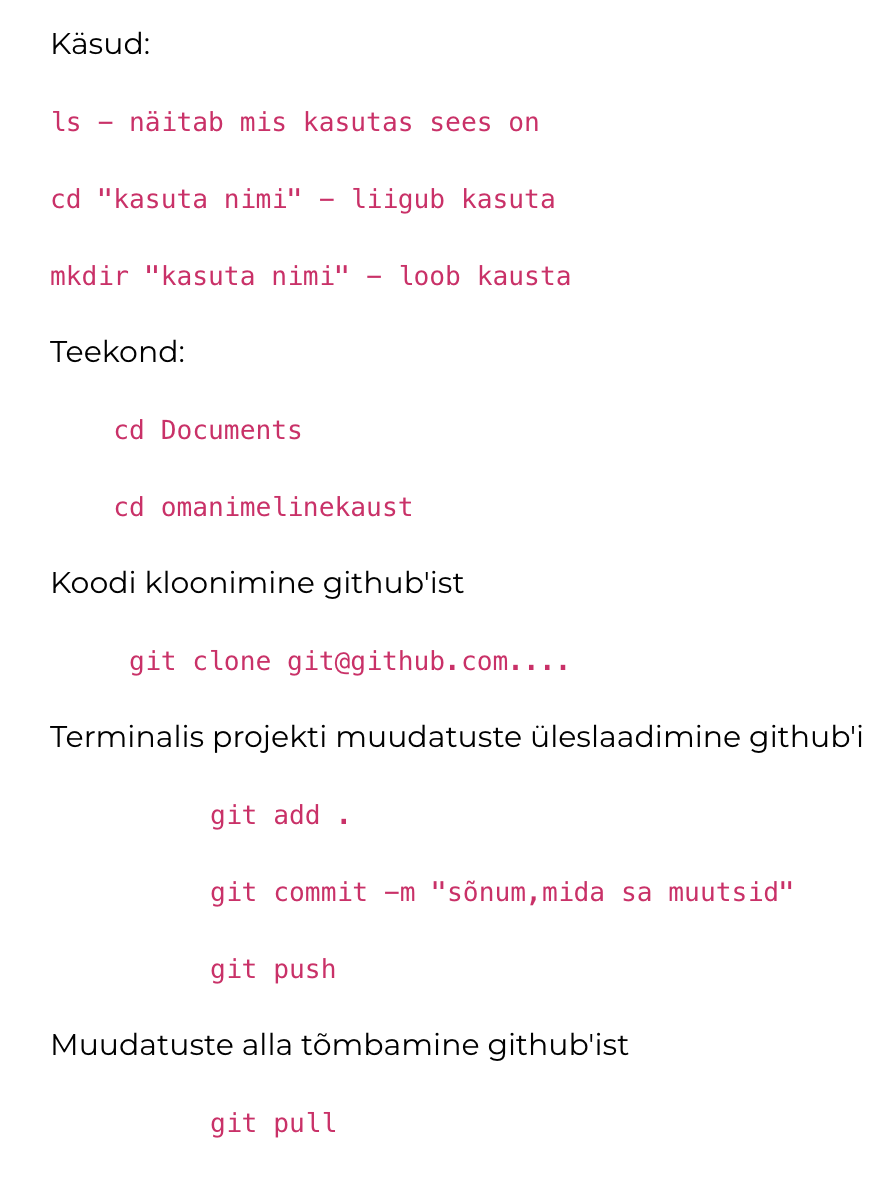 Käsud:
ls - näitab mis kasutas sees on
cd "kasuta nimi" - liigub kasuta
mkdir "kasuta nimi" - loob kausta
Teekond:
cd Documents
cd omanimelinekaust
Koodi kloonimine github'ist
git clone git@github.com....
Terminalis projekti muudatuste üleslaadimine github'i
git add .
git commit -m "sõnum,mida sa muutsid"
git push
Muudatuste alla tõmbamine github'ist
git pull